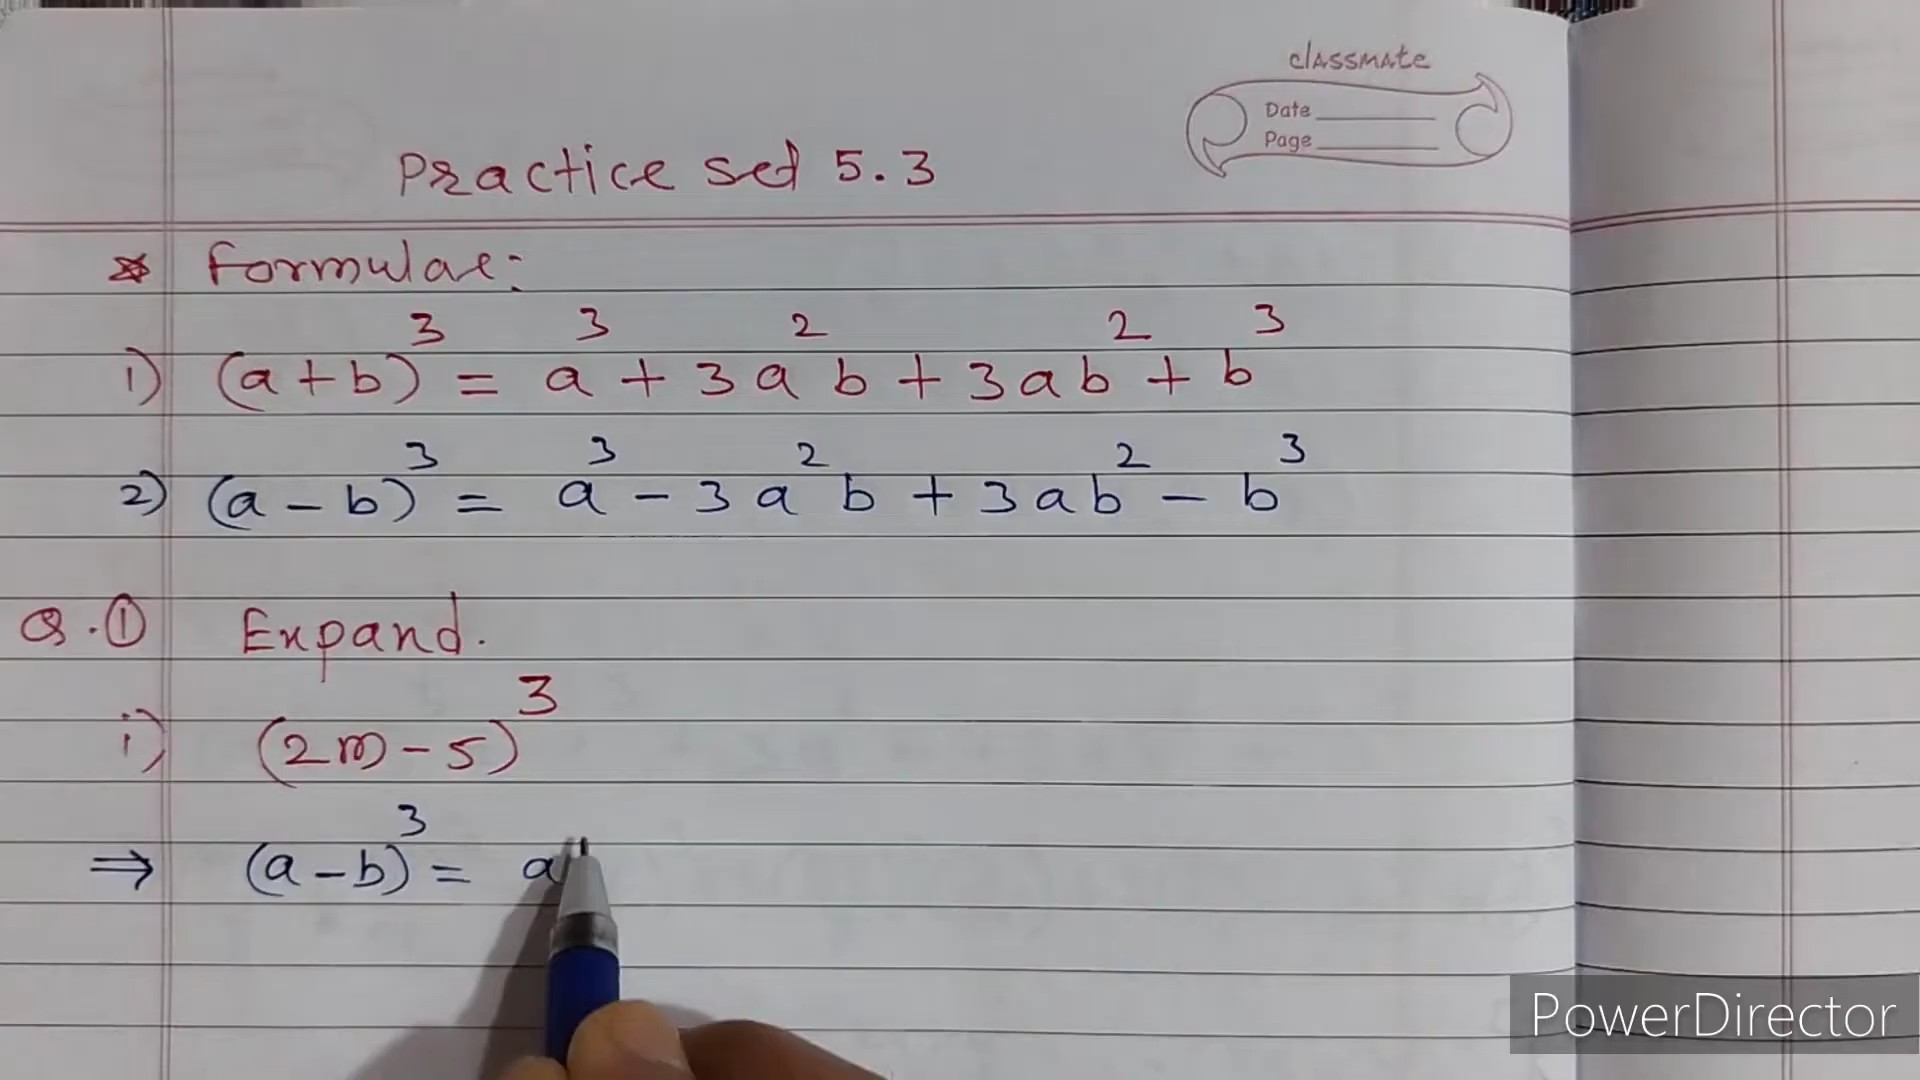 classmate
Date
Page
Practice set 5.3
* Formulae:
1) (a+b)³ = a³ + 3a²b + 3ab² + b³
2) (a-b)³ = a³ - 3a²b + 3ab² - b³
Q.① Expand.
i) (2m-5)³
⇒ (a-b)³ = a
PowerDirector